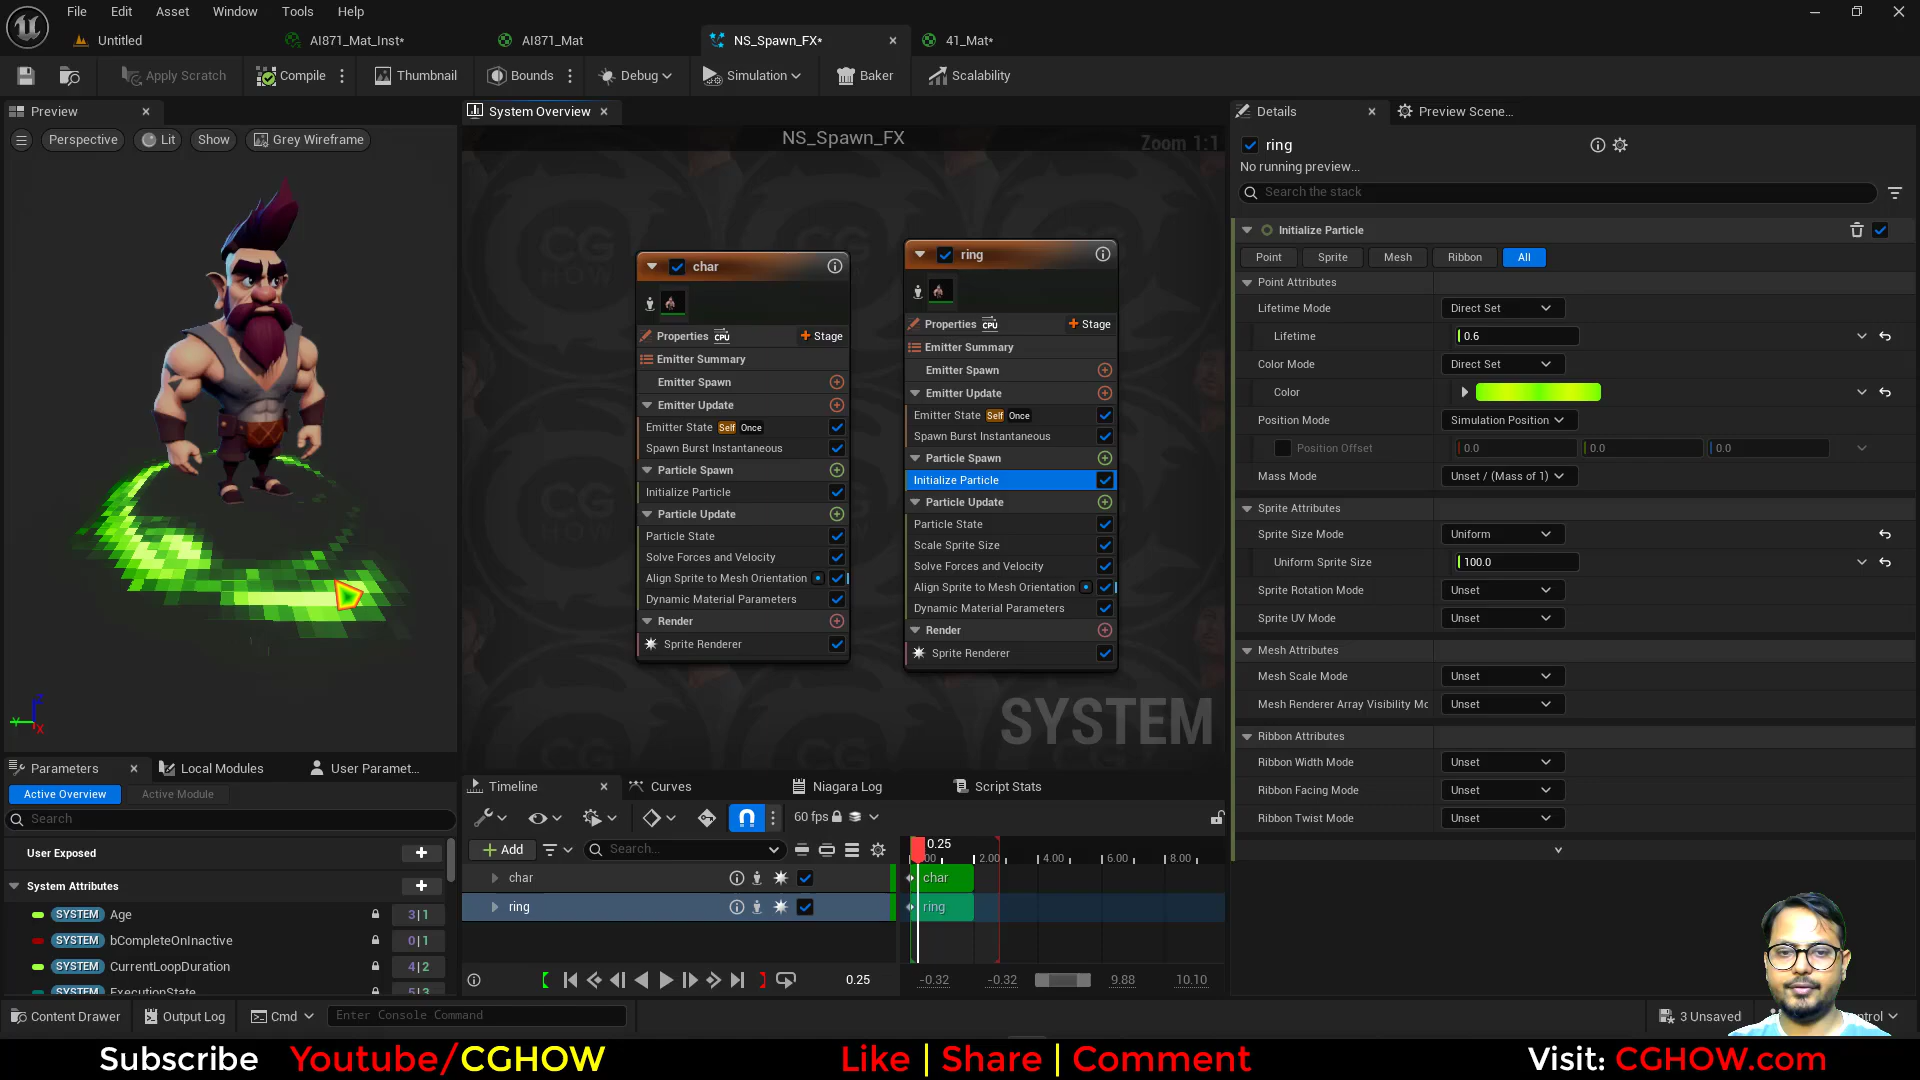 File Edit Asset Window Tools Help
Untitled AI871_Mat_Inst* AI871_Mat NS_Spawn_FX* 41_Mat*
Apply Scratch Compile Thumbnail Bounds Debug Simulation Baker Scalability
Preview System Overview Details Preview Scene...
Perspective Lit Show Grey Wireframe
NS_Spawn_FX
Zoom 1:1
ring
No running preview...
Search the stack
Initialize Particle
Point Sprite Mesh Ribbon All
Point Attributes
Lifetime Mode Direct Set
Lifetime 0.6
Color Mode Direct Set
Color
Position Mode Simulation Position
Position Offset 0.0 0.0 0.0
Mass Mode Unset / (Mass of 1)
Sprite Attributes
Sprite Size Mode Uniform
Uniform Sprite Size 100.0
Sprite Rotation Mode Unset
Sprite UV Mode Unset
Mesh Attributes
Mesh Scale Mode Unset
Mesh Renderer Array Visibility Mo Unset
Ribbon Attributes
Ribbon Width Mode Unset
Ribbon Facing Mode Unset
Ribbon Twist Mode Unset
char
Properties CPU Stage
Emitter Summary
Emitter Spawn
Emitter Update
Emitter State Self Once
Spawn Burst Instantaneous
Particle Spawn
Initialize Particle
Particle Update
Particle State
Solve Forces and Velocity
Align Sprite to Mesh Orientation
Dynamic Material Parameters
Render
Sprite Renderer
ring
Properties CPU Stage
Emitter Summary
Emitter Spawn
Emitter Update
Emitter State Self Once
Spawn Burst Instantaneous
Particle Spawn
Initialize Particle
Particle Update
Particle State
Scale Sprite Size
Solve Forces and Velocity
Align Sprite to Mesh Orientation
Dynamic Material Parameters
Render
Sprite Renderer
SYSTEM
Z
Y X
Parameters Local Modules User Paramet...
Active Overview Active Module
Search
User Exposed
System Attributes
SYSTEM Age 3|1
SYSTEM bCompleteOnInactive 0|1
SYSTEM CurrentLoopDuration 4|2
SYSTEM ExecutionState 5|3
Timeline Curves Niagara Log Script Stats
60 fps
Add Search... 0.25
2.00 4.00 6.00 8.00
char char
ring ring
0.25 -0.32 -0.32 9.88 10.10
Content Drawer Output Log Cmd Enter Console Command 3 Unsaved
Subscribe Youtube/CGHOW Like | Share | Comment Visit: CGHOW.com